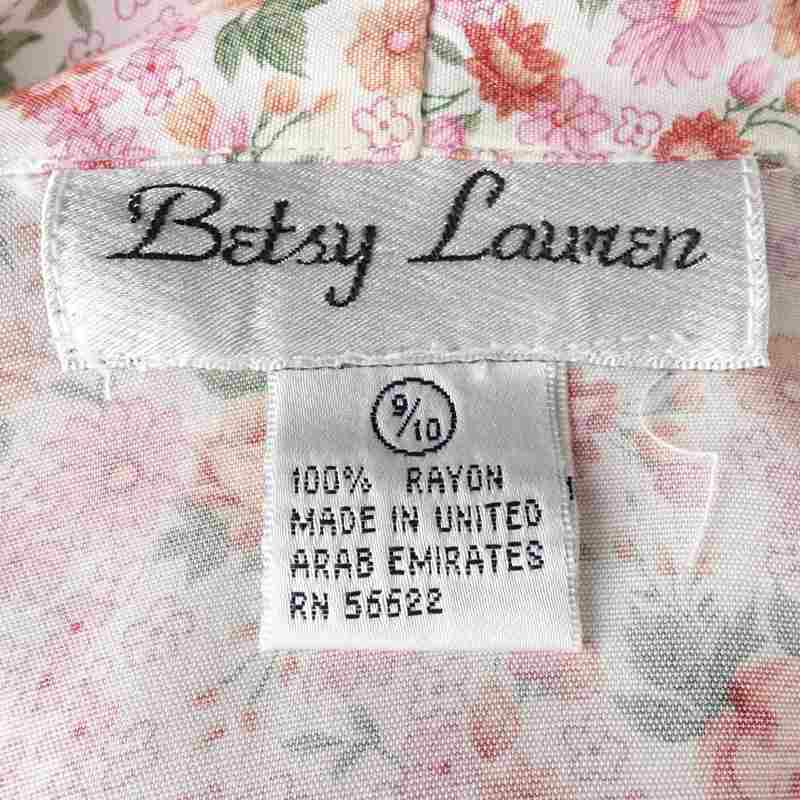 Betsy Lauren
9/10
100% RAYON
MADE IN UNITED
ARAB EMIRATES
RN 56622